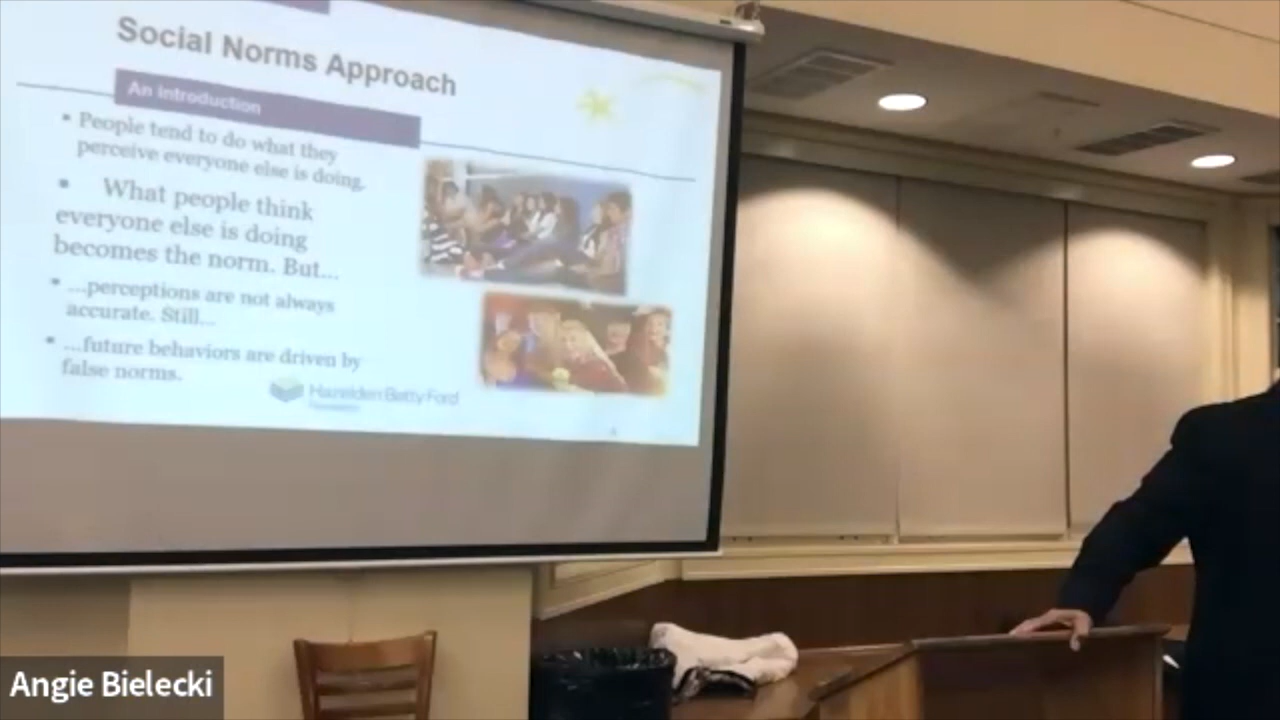 Social Norms Approach
An introduction
• People tend to do what they
perceive everyone else is doing.
• What people think
everyone else is doing
becomes the norm. But...
• ...perceptions are not always
accurate. Still...
• ...future behaviors are driven by
false norms.
Hazelden Betty Ford
Angie Bielecki